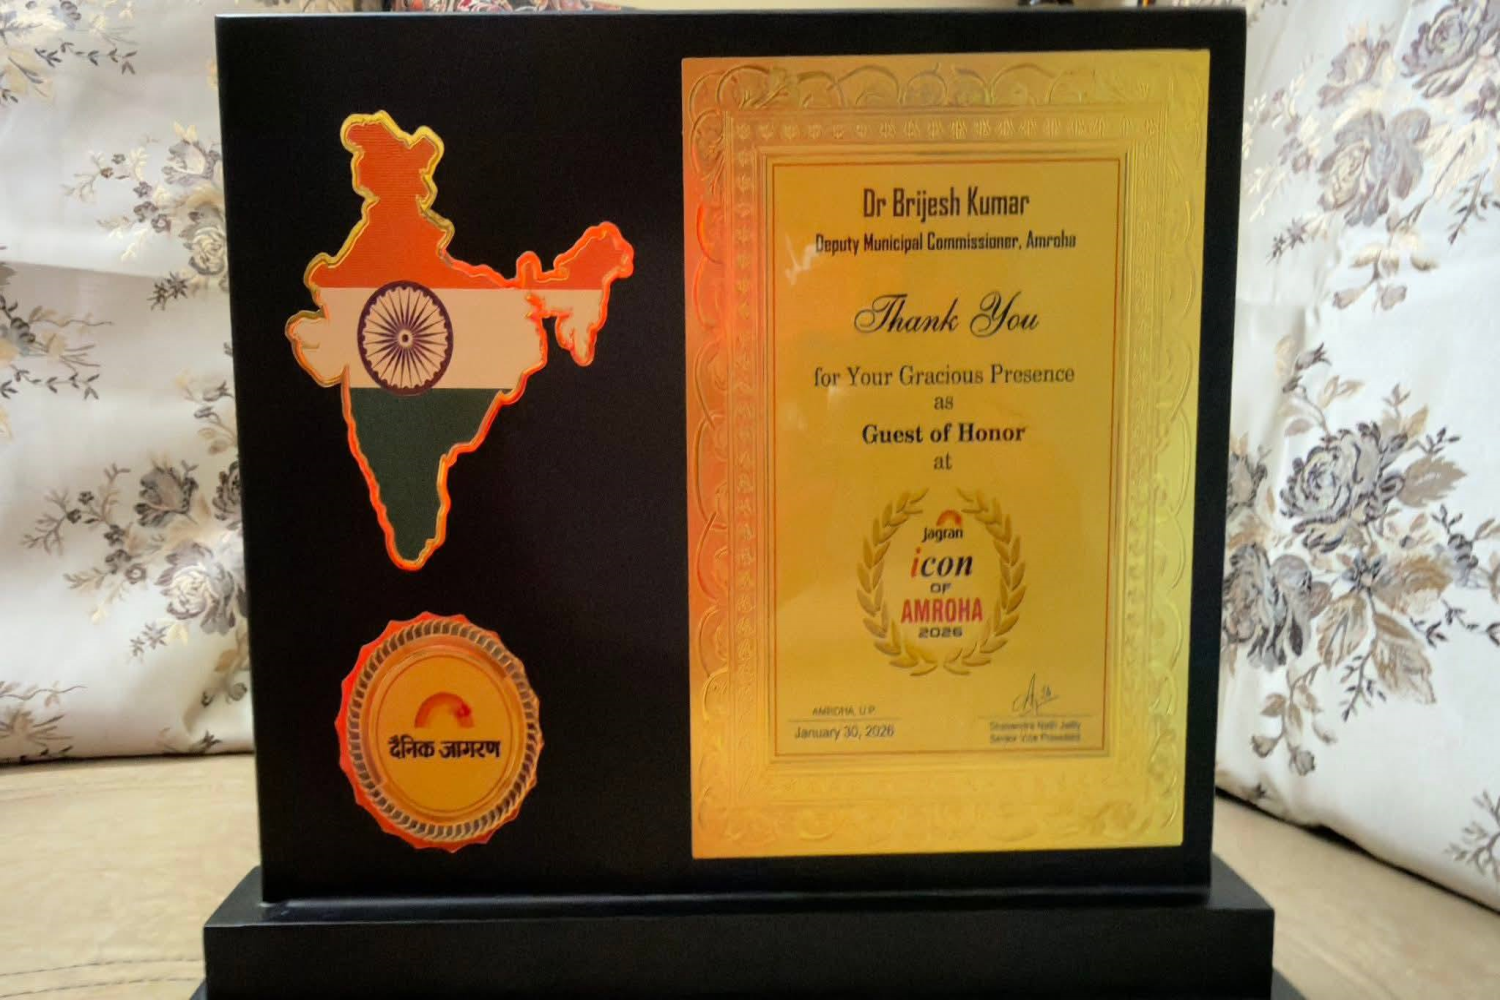 Dr Brijesh Kumar
Deputy Municipal Commissioner, Amroha
Thank You
for Your Gracious Presence
as
Guest of Honor
at
jagran
icon
OF
AMROHA
2026
AMROHA, U.P.
January 30, 2026
Senior Vice President
दैनिक जागरण